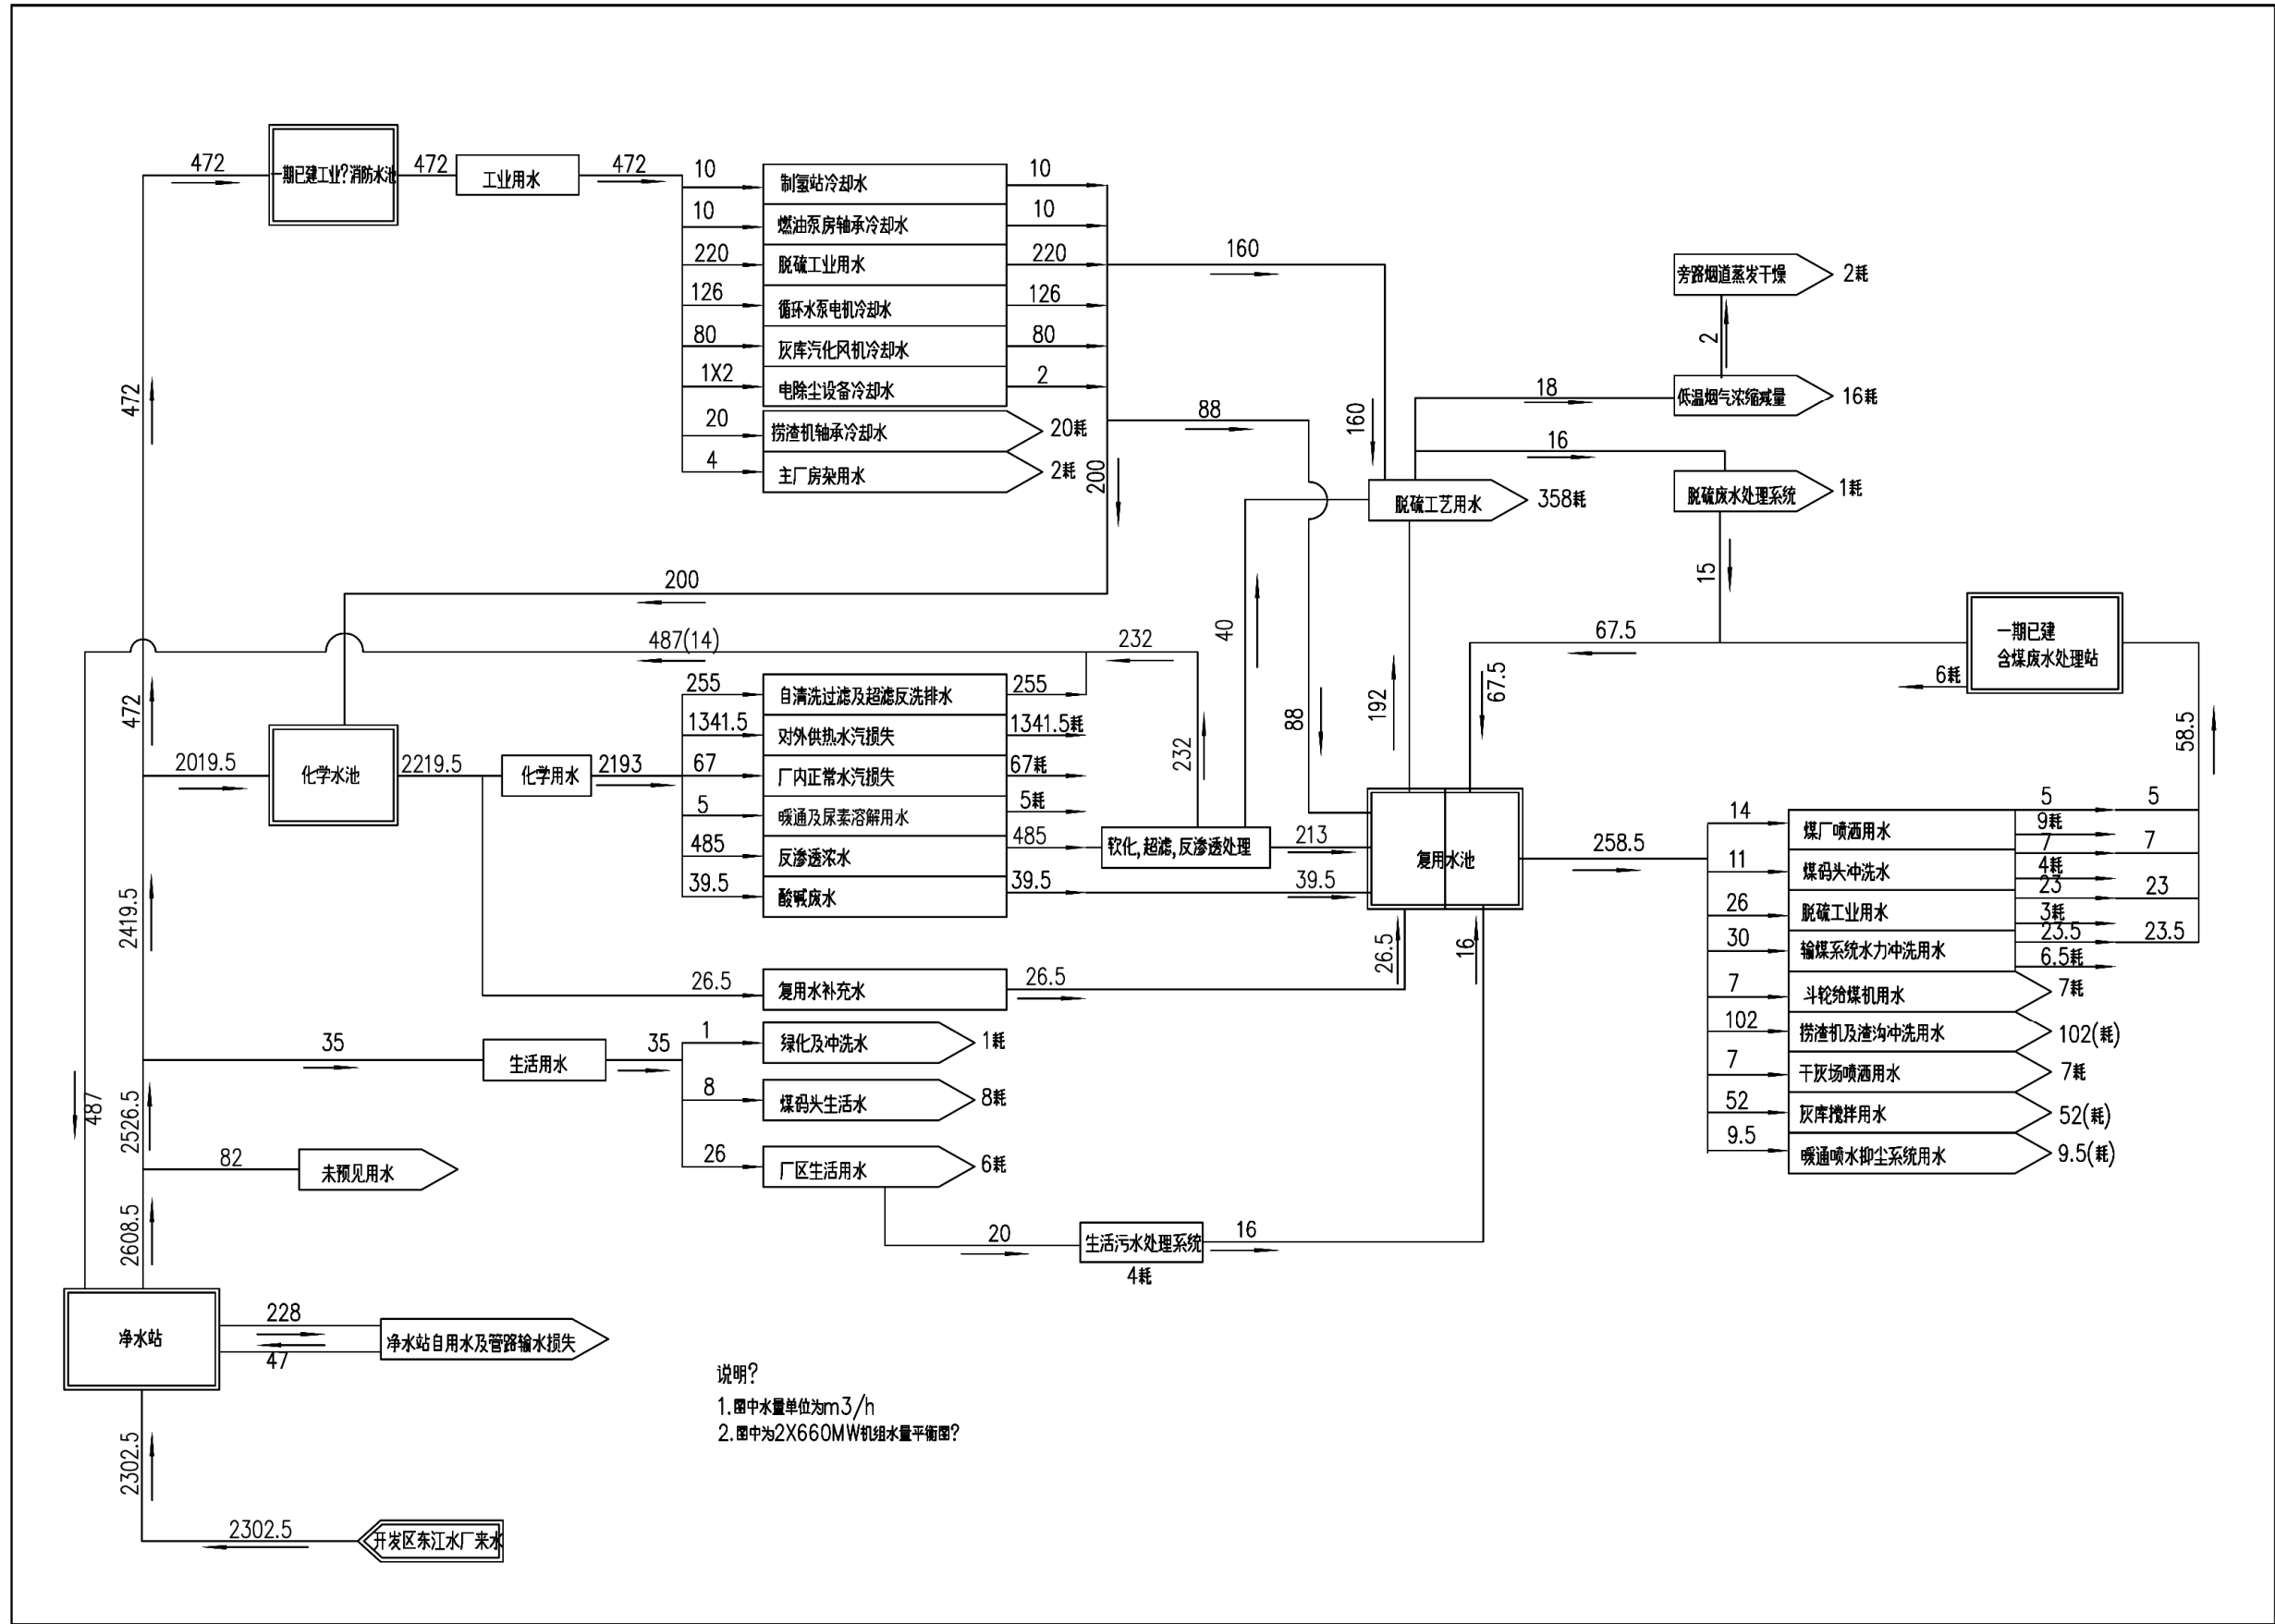 472
一期已建工业?消防水池
472
工业用水
472
10
制氢站冷却水
10
10
燃油泵房轴承冷却水
10
220
脱硫工业用水
220
126
循环水泵电机冷却水
126
80
灰库汽化风机冷却水
80
1X2
电除尘设备冷却水
2
20
捞渣机轴承冷却水
20耗
4
主厂房杂用水
2耗
160
88
200
160
旁路烟道蒸发干燥
2耗
2
18
低温烟气浓缩减量
16耗
16
脱硫废水处理系统
1耗
脱硫工艺用水
358耗
15
472
200
487(14)
232
40
67.5
一期已建
含煤废水处理站
6耗
67.5
58.5
472
2019.5
化学水池
2219.5
化学用水
2193
255
自清洗过滤及超滤反洗排水
255
1341.5
对外供热水汽损失
1341.5耗
67
厂内正常水汽损失
67耗
5
暖通及尿素溶解用水
5耗
485
反渗透浓水
485
39.5
酸碱废水
39.5
232
软化,超滤,反渗透处理
213
39.5
88
192
复用水池
26.5
16
258.5
14
煤厂喷洒用水
5
5
9耗
11
煤码头冲洗水
7
7
4耗
26
脱硫工业用水
23
23
3耗
30
输煤系统水力冲洗用水
23.5
23.5
6.5耗
7
斗轮给煤机用水
7耗
102
捞渣机及渣沟冲洗用水
102(耗)
7
干灰场喷洒用水
7耗
52
灰库搅拌用水
52(耗)
9.5
暖通喷水抑尘系统用水
9.5(耗)
2419.5
26.5
复用水补充水
26.5
35
生活用水
35
1
绿化及冲洗水
1耗
8
煤码头生活水
8耗
26
厂区生活用水
6耗
20
生活污水处理系统
16
4耗
487
2526.5
82
未预见用水
2608.5
净水站
228
47
净水站自用水及管路输水损失
2302.5
2302.5
开发区东江水厂来水
说明?
1.图中水量单位为m3/h
2.图中为2X660MW机组水量平衡图?